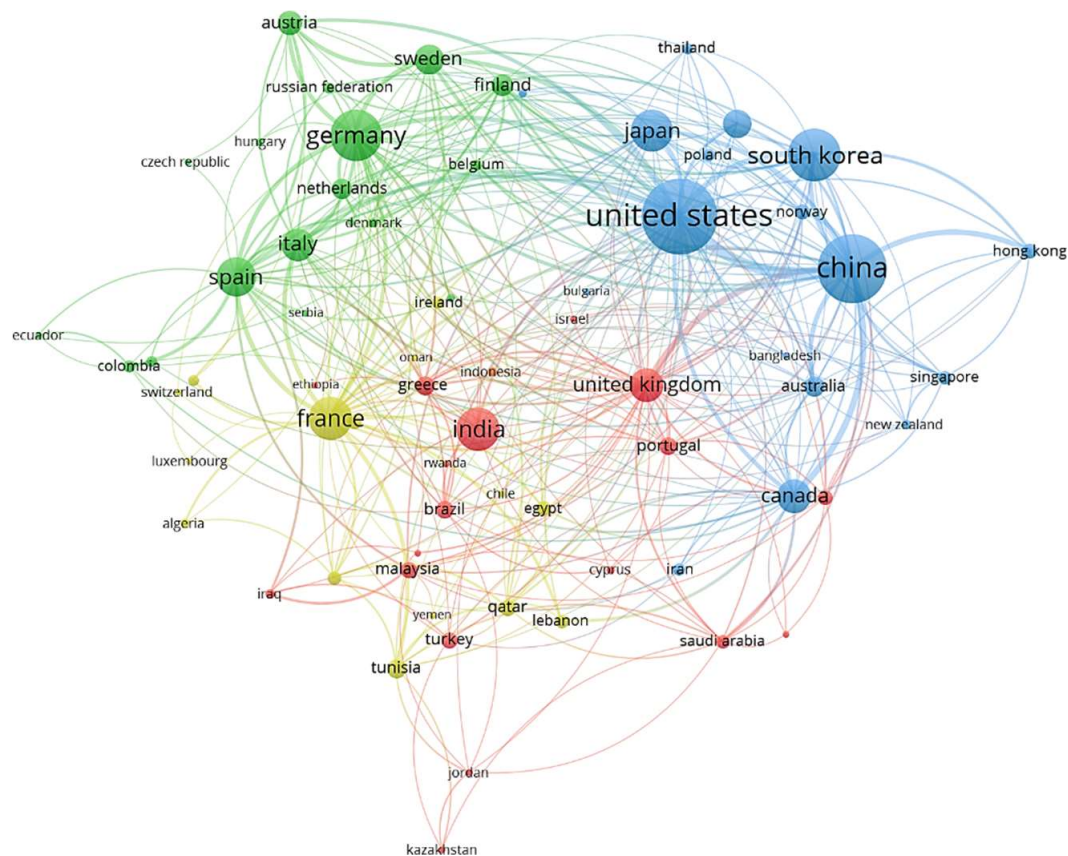 austria
thailand
sweden
finland
russian federation
japan
germany
hungary
poland
south korea
czech republic
belgium
netherlands
united states
norway
denmark
italy
hong kong
china
spain
bulgaria
ireland
serbia
israel
ecuador
oman
bangladesh
colombia
indonesia
singapore
ethiopia
greece
united kingdom
australia
switzerland
france
new zealand
india
portugal
luxembourg
rwanda
chile
canada
brazil
egypt
algeria
malaysia
cyprus
iran
iraq
qatar
yemen
lebanon
turkey
saudi arabia
tunisia
jordan
kazakhstan